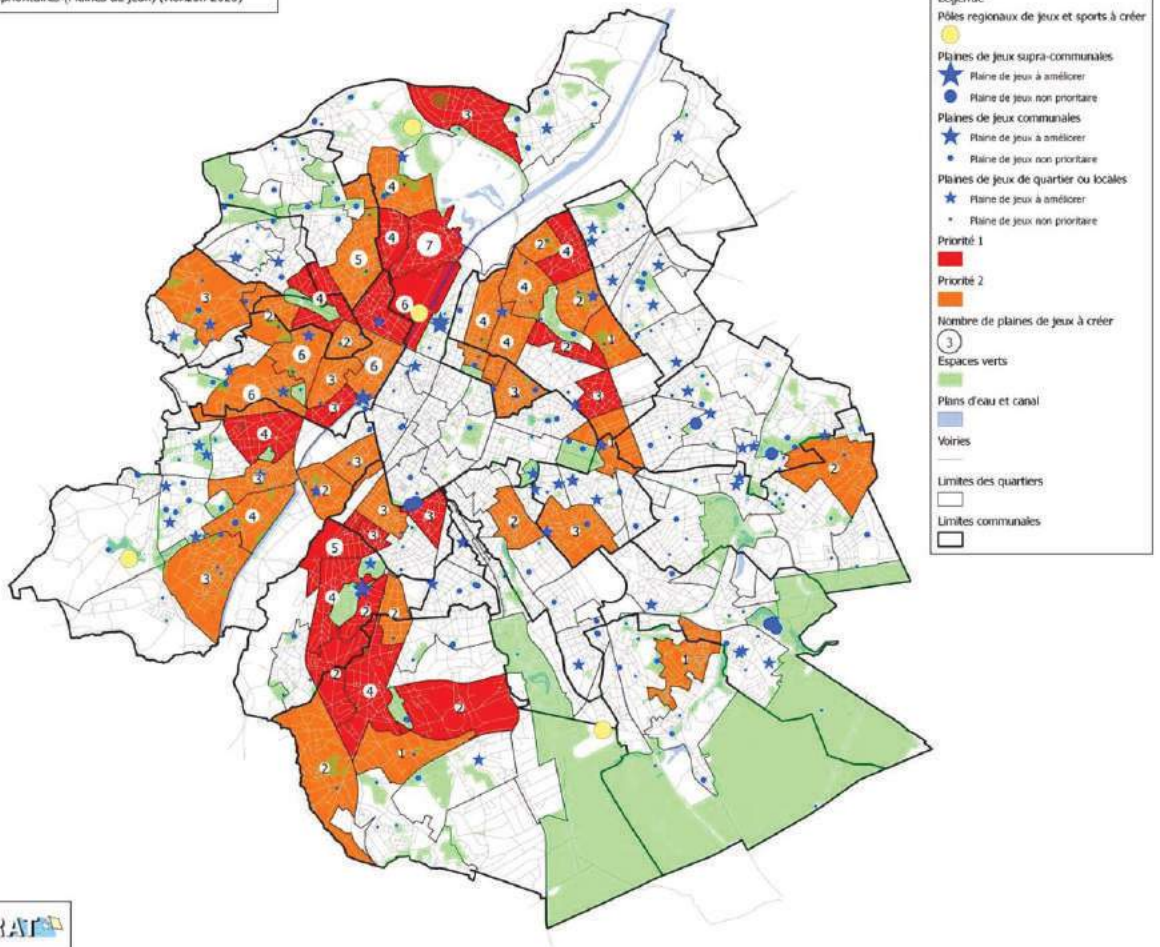 Légende
Pôles regionaux de jeux et sports à créer
Plaines de jeux supra-communales
Plaine de jeux à améliorer
Plaine de jeux non prioritaire
Plaines de jeux communales
Plaine de jeux à améliorer
Plaine de jeux non prioritaire
Plaines de jeux de quartier ou locales
Plaine de jeux à améliorer
Plaine de jeux non prioritaire
Priorité 1
Priorité 2
Nombre de plaines de jeux à créer
3
Espaces verts
Plans d'eau et canal
Voiries
Limites des quartiers
Limites communales
3
4
4
7
5
2
4
4
6
3
4
2
4
2
4
2
1
2
6
6
3
6
3
3
3
4
1
3
3
2
2
4
3
3
2
3
3
5
3
4
2
2
2
4
2
1
1
2
RAT